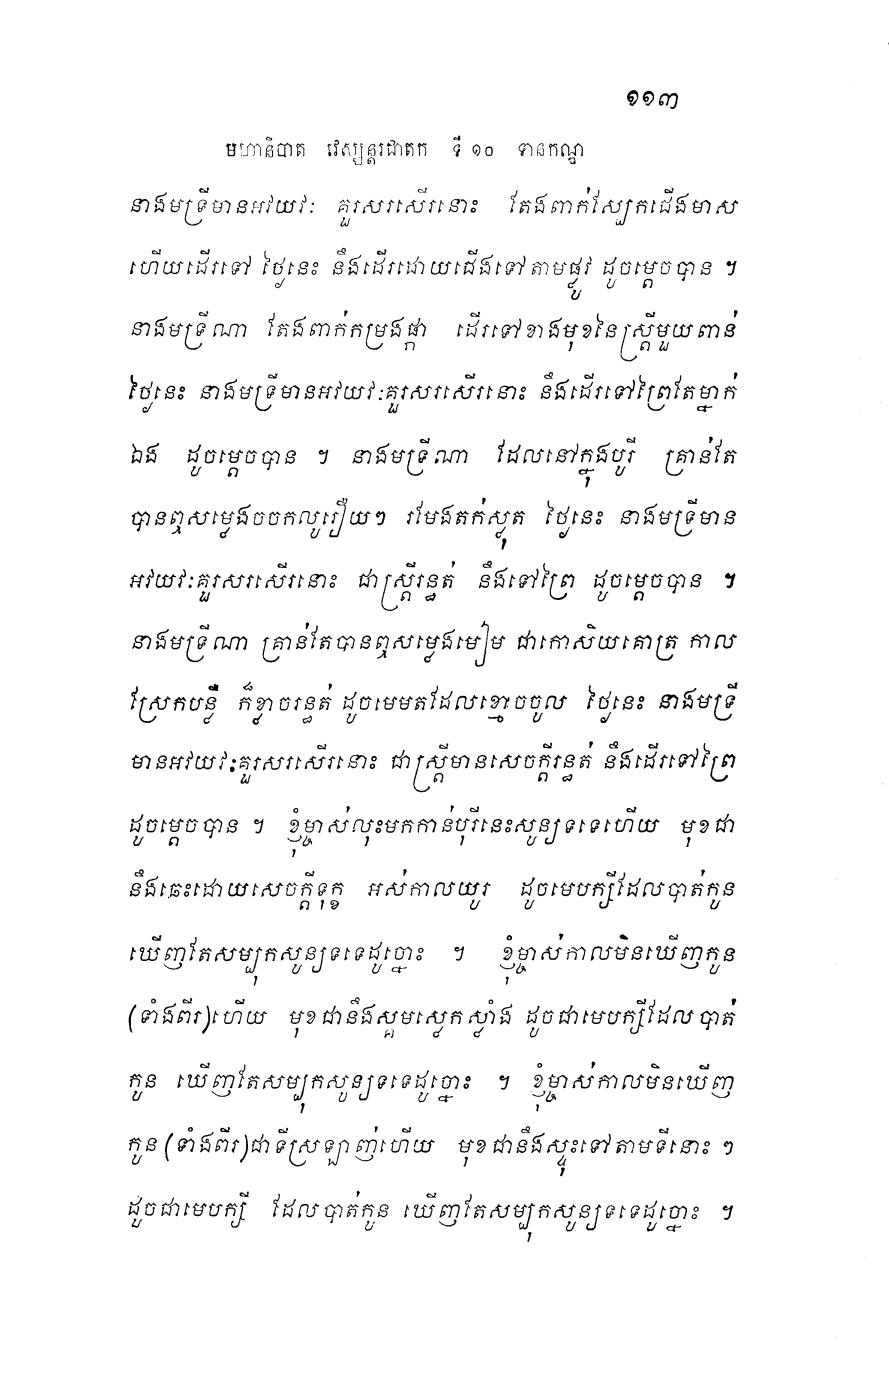 ១១៣
មហានិបាត វេស្សន្តរជាតក ទី ១០ ទានកណ្ឌ
នាងមទ្រីមានអវយវៈ គួរសរសើរនោះ តែងពាក់ស្បែកជើងមាស
ហើយដើរទៅ ថ្ងៃនេះ នឹងដើរដោយជើងទៅតាមផ្លូវ ដូចម្តេចបាន ។
នាងមទ្រីណា តែងពាក់កម្រងផ្កា ដើរទៅខាងមុខនៃស្ត្រីមួយពាន់
ថ្ងៃនេះ នាងមទ្រីមានអវយវៈគួរសរសើរនោះ នឹងដើរទៅព្រៃតែម្នាក់
ឯង ដូចម្តេចបាន ។ នាងមទ្រីណា ដែលនៅក្នុងបូរី គ្រាន់តែ
បានឮសម្លេងចចកលូរឿយៗ រមែងតក់ស្លុត ថ្ងៃនេះ នាងមទ្រីមាន
អវយវៈគួរសរសើរនោះ ជាស្ត្រីរន្ធត់ នឹងទៅព្រៃ ដូចម្តេចបាន ។
នាងមទ្រីណា គ្រាន់តែបានឮសម្លេងមៀម ជាកោសិយគោត្រ កាល
ស្រែកបន្លឺ ក៏ខ្លាចរន្ធត់ ដូចមេមតដែលខ្មោចចូល ថ្ងៃនេះ នាងមទ្រី
មានអវយវៈគួរសរសើរនោះ ជាស្ត្រីមានសេចក្តីរន្ធត់ នឹងដើរទៅព្រៃ
ដូចម្តេចបាន ។ ខ្ញុំម្ចាស់លុះមកកាន់បុរីនេះសូន្យទទេហើយ មុខជា
នឹងឆេះដោយសេចក្តីទុក្ខ អស់កាលយូរ ដូចមេបក្សីដែលបាត់កូន
ឃើញតែសម្បុកសូន្យទទេដូច្នោះ ។ ខ្ញុំម្ចាស់កាលមិនឃើញកូន
(ទាំងពីរ)ហើយ មុខជានឹងស្គមស្លេកស្លាំង ដូចជាមេបក្សីដែលបាត់
កូន ឃើញតែសម្បុកសូន្យទទេដូច្នោះ ។ ខ្ញុំម្ចាស់កាលមិនឃើញ
កូន(ទាំងពីរ)ជាទីស្រឡាញ់ហើយ មុខជានឹងស្ទុះទៅតាមទីនោះ ៗ
ដូចជាមេបក្សី ដែលបាត់កូន ឃើញតែសម្បុកសូន្យទទេដូច្នោះ ។